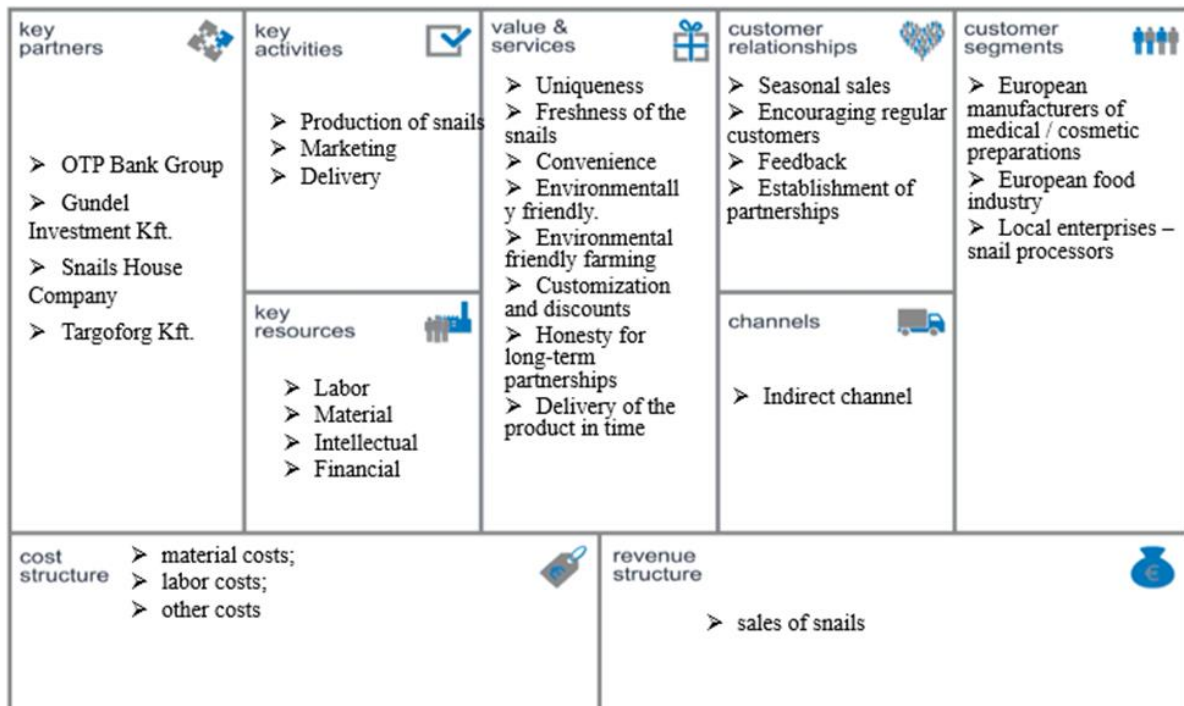 key
partners
➢ OTP Bank Group
➢ Gundel
Investment Kft.
➢ Snails House
Company
➢ Targoforg Kft.
key
activities
➢ Production of snails
➢ Marketing
➢ Delivery
key
resources
➢ Labor
➢ Material
➢ Intellectual
➢ Financial
value &
services
➢ Uniqueness
➢ Freshness of the
snails
➢ Convenience
➢ Environmentall
y friendly.
➢ Environmental
friendly farming
➢ Customization
and discounts
➢ Honesty for
long-term
partnerships
➢ Delivery of the
product in time
customer
relationships
➢ Seasonal sales
➢ Encouraging regular
customers
➢ Feedback
➢ Establishment of
partnerships
channels
➢ Indirect channel
customer
segments
➢ European
manufacturers of
medical / cosmetic
preparations
➢ European food
industry
➢ Local enterprises –
snail processors
cost
structure
➢ material costs;
➢ labor costs;
➢ other costs
revenue
structure
€
➢ sales of snails